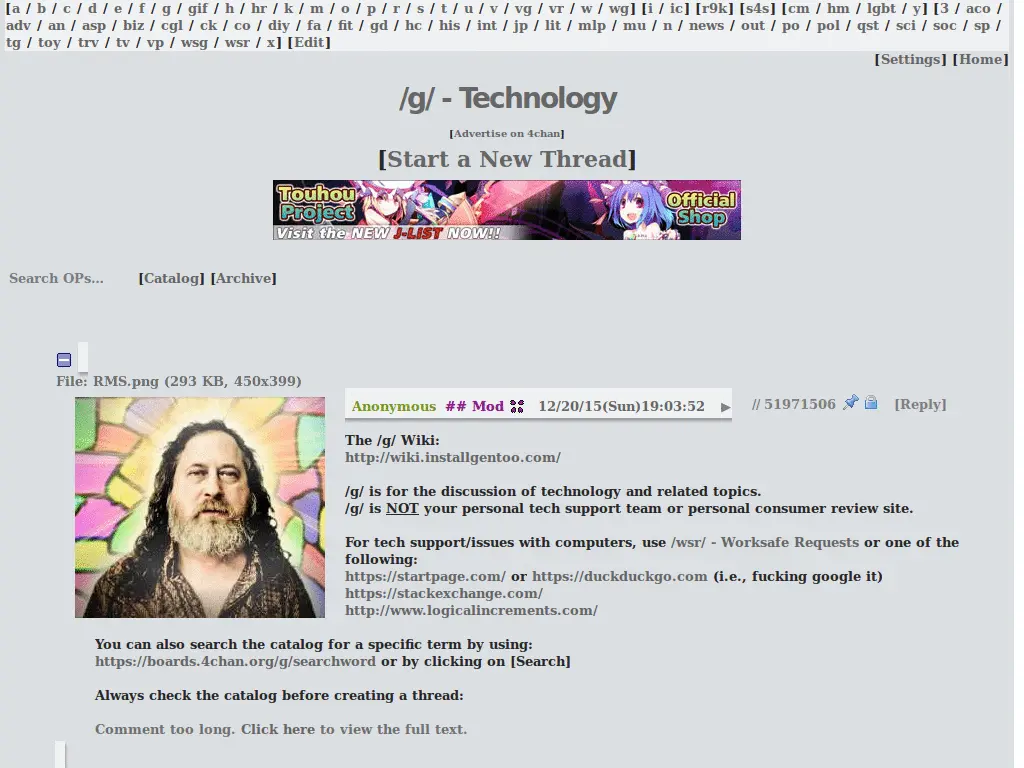 [a / b / c / d / e / f / g / gif / h / hr / k / m / o / p / r / s / t / u / v / vg / vr / w / wg] [i / ic] [r9k] [s4s] [cm / hm / lgbt / y] [3 / aco /
adv / an / asp / biz / cgl / ck / co / diy / fa / fit / gd / hc / his / int / jp / lit / mlp / mu / n / news / out / po / pol / qst / sci / soc / sp /
tg / toy / trv / tv / vp / wsg / wsr / x] [Edit]
[Settings] [Home]
/g/ - Technology
[Advertise on 4chan]
[Start a New Thread]
Touhou Project
Official Shop
Visit the NEW J-LIST NOW!!
Search OPs... [Catalog] [Archive]
File: RMS.png (293 KB, 450x399)
Anonymous ## Mod 12/20/15(Sun)19:03:52 ▶ // 51971506 [Reply]
The /g/ Wiki:
http://wiki.installgentoo.com/
/g/ is for the discussion of technology and related topics.
/g/ is NOT your personal tech support team or personal consumer review site.
For tech support/issues with computers, use /wsr/ - Worksafe Requests or one of the
following:
https://startpage.com/ or https://duckduckgo.com (i.e., fucking google it)
https://stackexchange.com/
http://www.logicalincrements.com/
You can also search the catalog for a specific term by using:
https://boards.4chan.org/g/searchword or by clicking on [Search]
Always check the catalog before creating a thread:
Comment too long. Click here to view the full text.